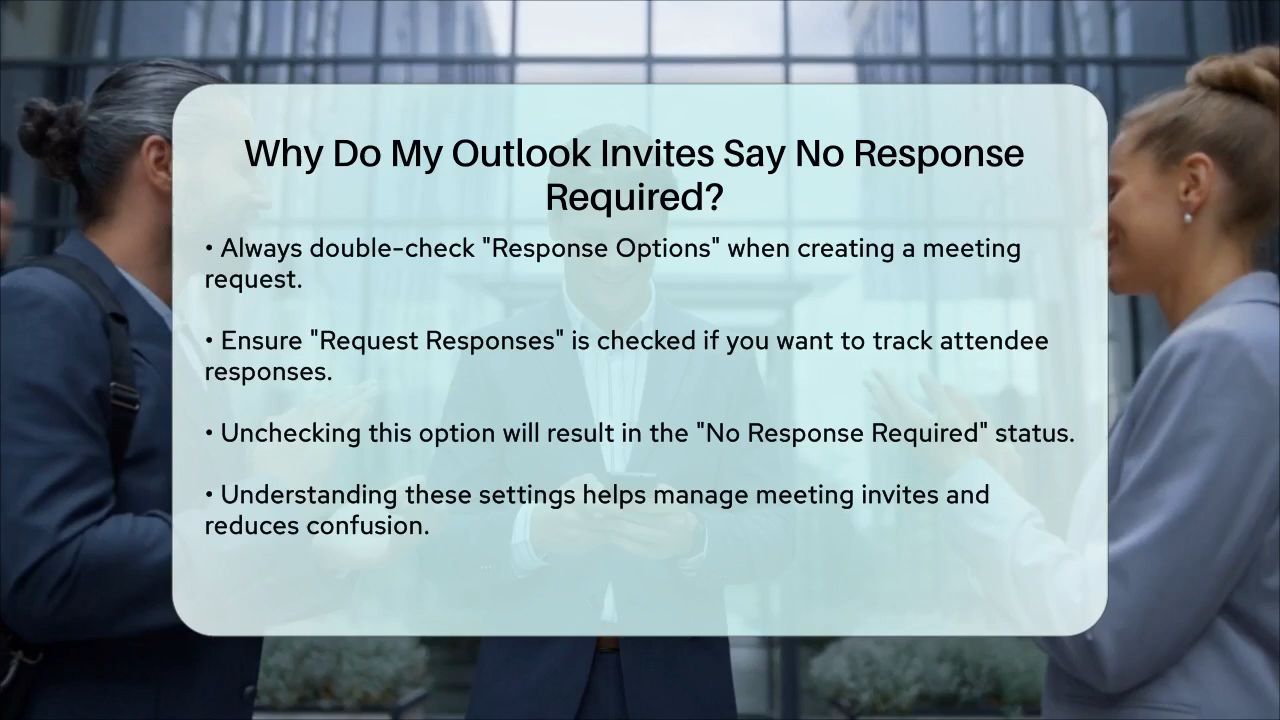 Why Do My Outlook Invites Say No Response
Required?
• Always double-check "Response Options" when creating a meeting
request.
• Ensure "Request Responses" is checked if you want to track attendee
responses.
• Unchecking this option will result in the "No Response Required" status.
• Understanding these settings helps manage meeting invites and
reduces confusion.